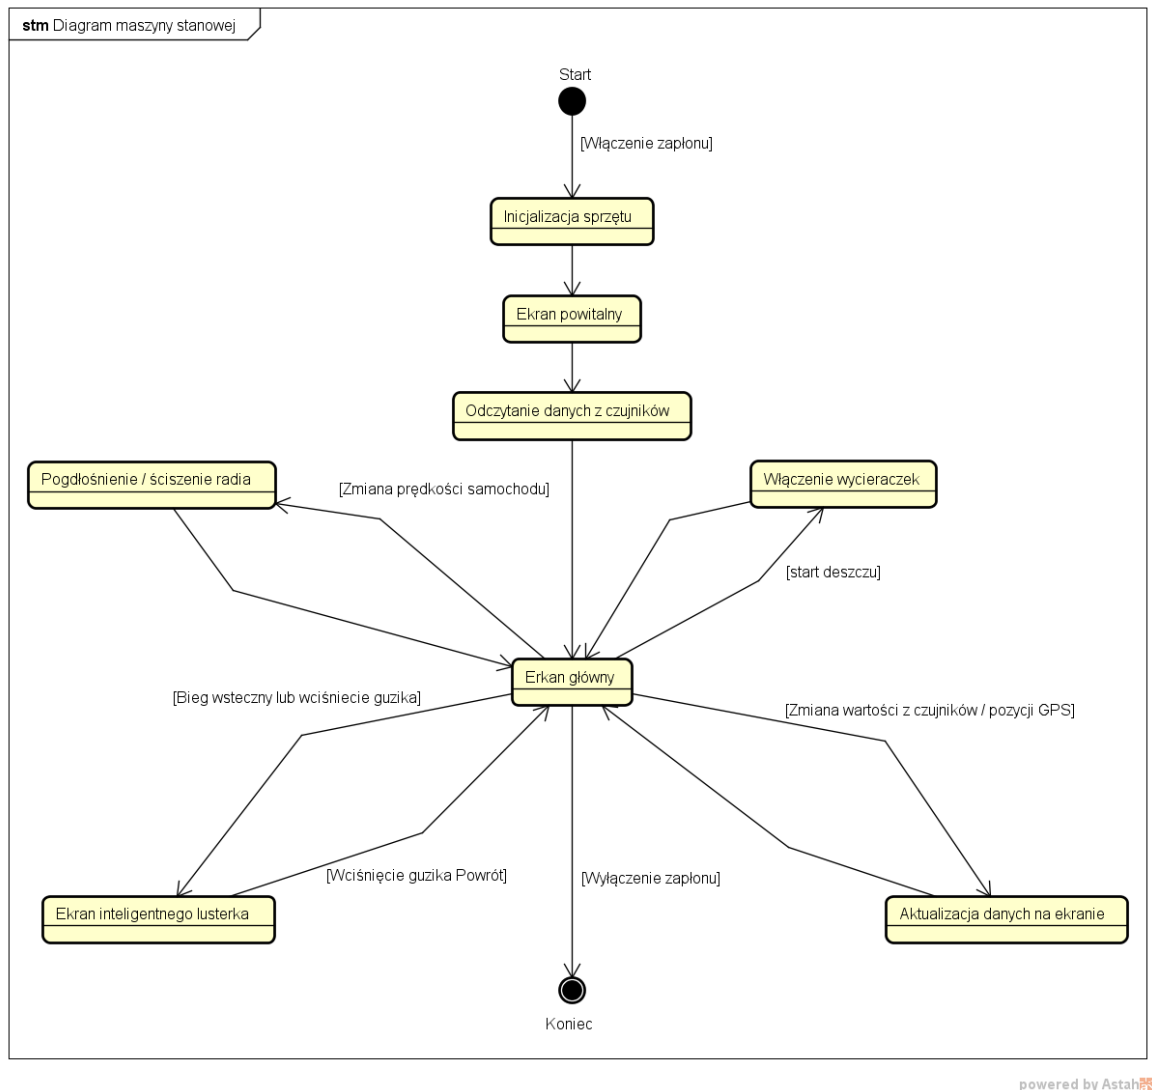 stm Diagram maszyny stanowej
Start
[Włączenie zapłonu]
Inicjalizacja sprzętu
Ekran powitalny
Odczytanie danych z czujników
Pogdłośnienie / ściszenie radia
[Zmiana prędkości samochodu]
Włączenie wycieraczek
[start deszczu]
Erkan główny
[Bieg wsteczny lub wciśniecie guzika]
[Zmiana wartości z czujników / pozycji GPS]
[Wciśnięcie guzika Powrót]
[Wyłączenie zapłonu]
Ekran inteligentnego lusterka
Aktualizacja danych na ekranie
Koniec
powered by Astah